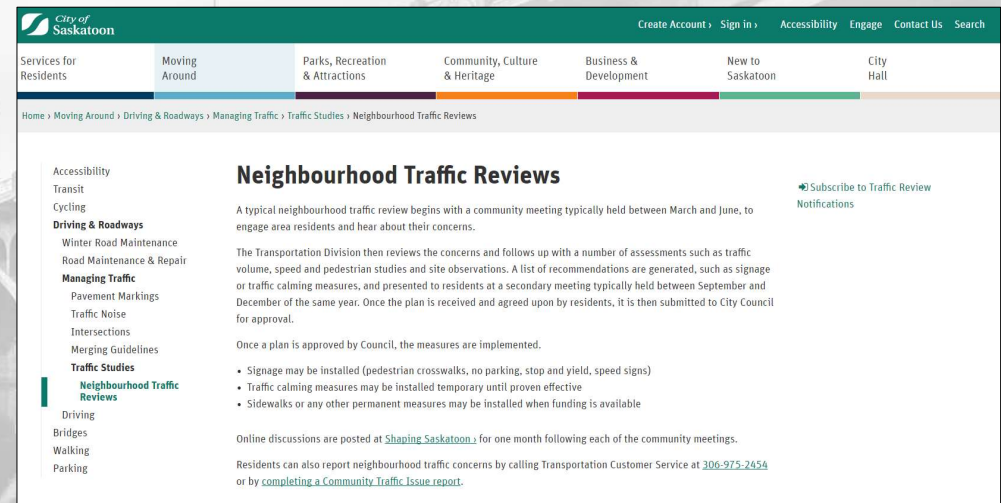 City of
Saskatoon
Create Account › Sign in › Accessibility Engage Contact Us Search
Services for
Residents
Moving
Around
Parks, Recreation
& Attractions
Community, Culture
& Heritage
Business &
Development
New to
Saskatoon
City
Hall
Home › Moving Around › Driving & Roadways › Managing Traffic › Traffic Studies › Neighbourhood Traffic Reviews
Accessibility
Transit
Cycling
Driving & Roadways
Winter Road Maintenance
Road Maintenance & Repair
Managing Traffic
Pavement Markings
Traffic Noise
Intersections
Merging Guidelines
Traffic Studies
Neighbourhood Traffic
Reviews
Driving
Bridges
Walking
Parking
Neighbourhood Traffic Reviews
A typical neighbourhood traffic review begins with a community meeting typically held between March and June, to
engage area residents and hear about their concerns.
The Transportation Division then reviews the concerns and follows up with a number of assessments such as traffic
volume, speed and pedestrian studies and site observations. A list of recommendations are generated, such as signage
or traffic calming measures, and presented to residents at a secondary meeting typically held between September and
December of the same year. Once the plan is received and agreed upon by residents, it is then submitted to City Council
for approval.
Once a plan is approved by Council, the measures are implemented.
• Signage may be installed (pedestrian crosswalks, no parking, stop and yield, speed signs)
• Traffic calming measures may be installed temporary until proven effective
• Sidewalks or any other permanent measures may be installed when funding is available
Online discussions are posted at Shaping Saskatoon › for one month following each of the community meetings.
Residents can also report neighbourhood traffic concerns by calling Transportation Customer Service at 306-975-2454
or by completing a Community Traffic Issue report.
Subscribe to Traffic Review
Notifications